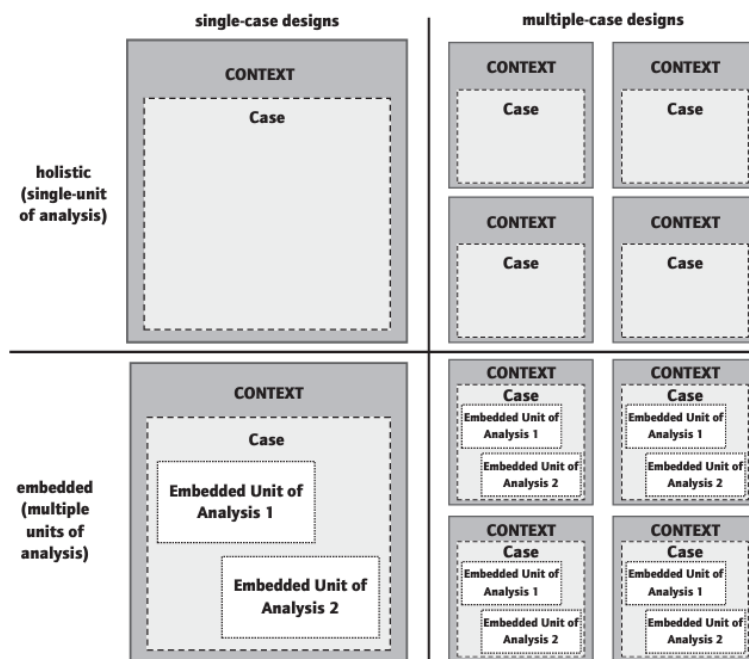 single-case designs
multiple-case designs
holistic
(single-unit
of analysis)
CONTEXT
Case
CONTEXT
Case
CONTEXT
Case
CONTEXT
Case
CONTEXT
Case
embedded
(multiple
units of
analysis)
CONTEXT
Case
Embedded Unit of
Analysis 1
Embedded Unit of
Analysis 2
CONTEXT
Case
Embedded Unit of
Analysis 1
Embedded Unit of
Analysis 2
CONTEXT
Case
Embedded Unit of
Analysis 1
Embedded Unit of
Analysis 2
CONTEXT
Case
Embedded Unit of
Analysis 1
Embedded Unit of
Analysis 2
CONTEXT
Case
Embedded Unit of
Analysis 1
Embedded Unit of
Analysis 2